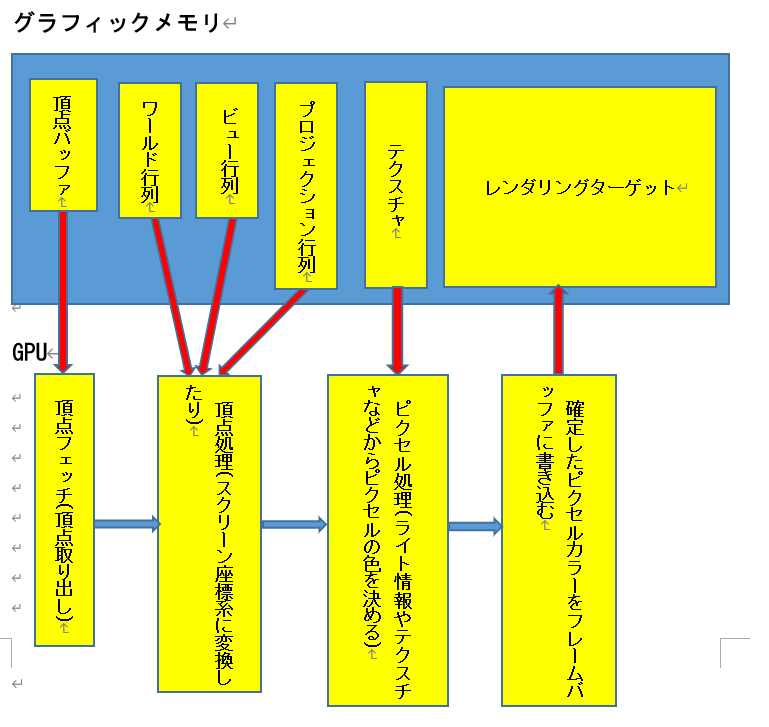 グラフィックメモリ
頂点バッファ
ワールド行列
ビュー行列
プロジェクション行列
テクスチャ
レンダリングターゲット
GPU
頂点フェッチ(頂点取り出し)
頂点処理(スクリーン座標系に変換し
たり)
ピクセル処理(ライト情報やテクスチ
ャなどからピクセルの色を決める)
確定したピクセルカラーをフレームバ
ッファに書き込む